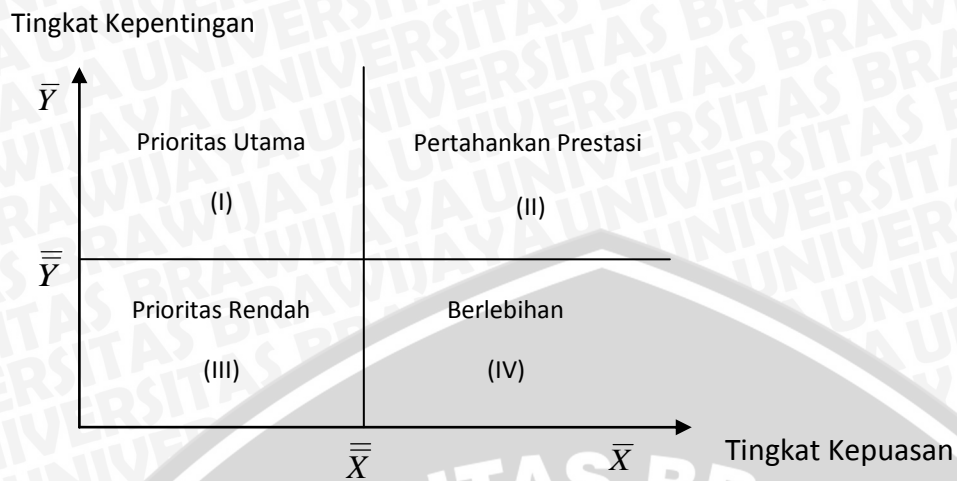 Tingkat Kepentingan
Y̅
Prioritas Utama
Pertahankan Prestasi
(I)
(II)
Y̿
Prioritas Rendah
Berlebihan
(III)
(IV)
X̿
X̅
Tingkat Kepuasan